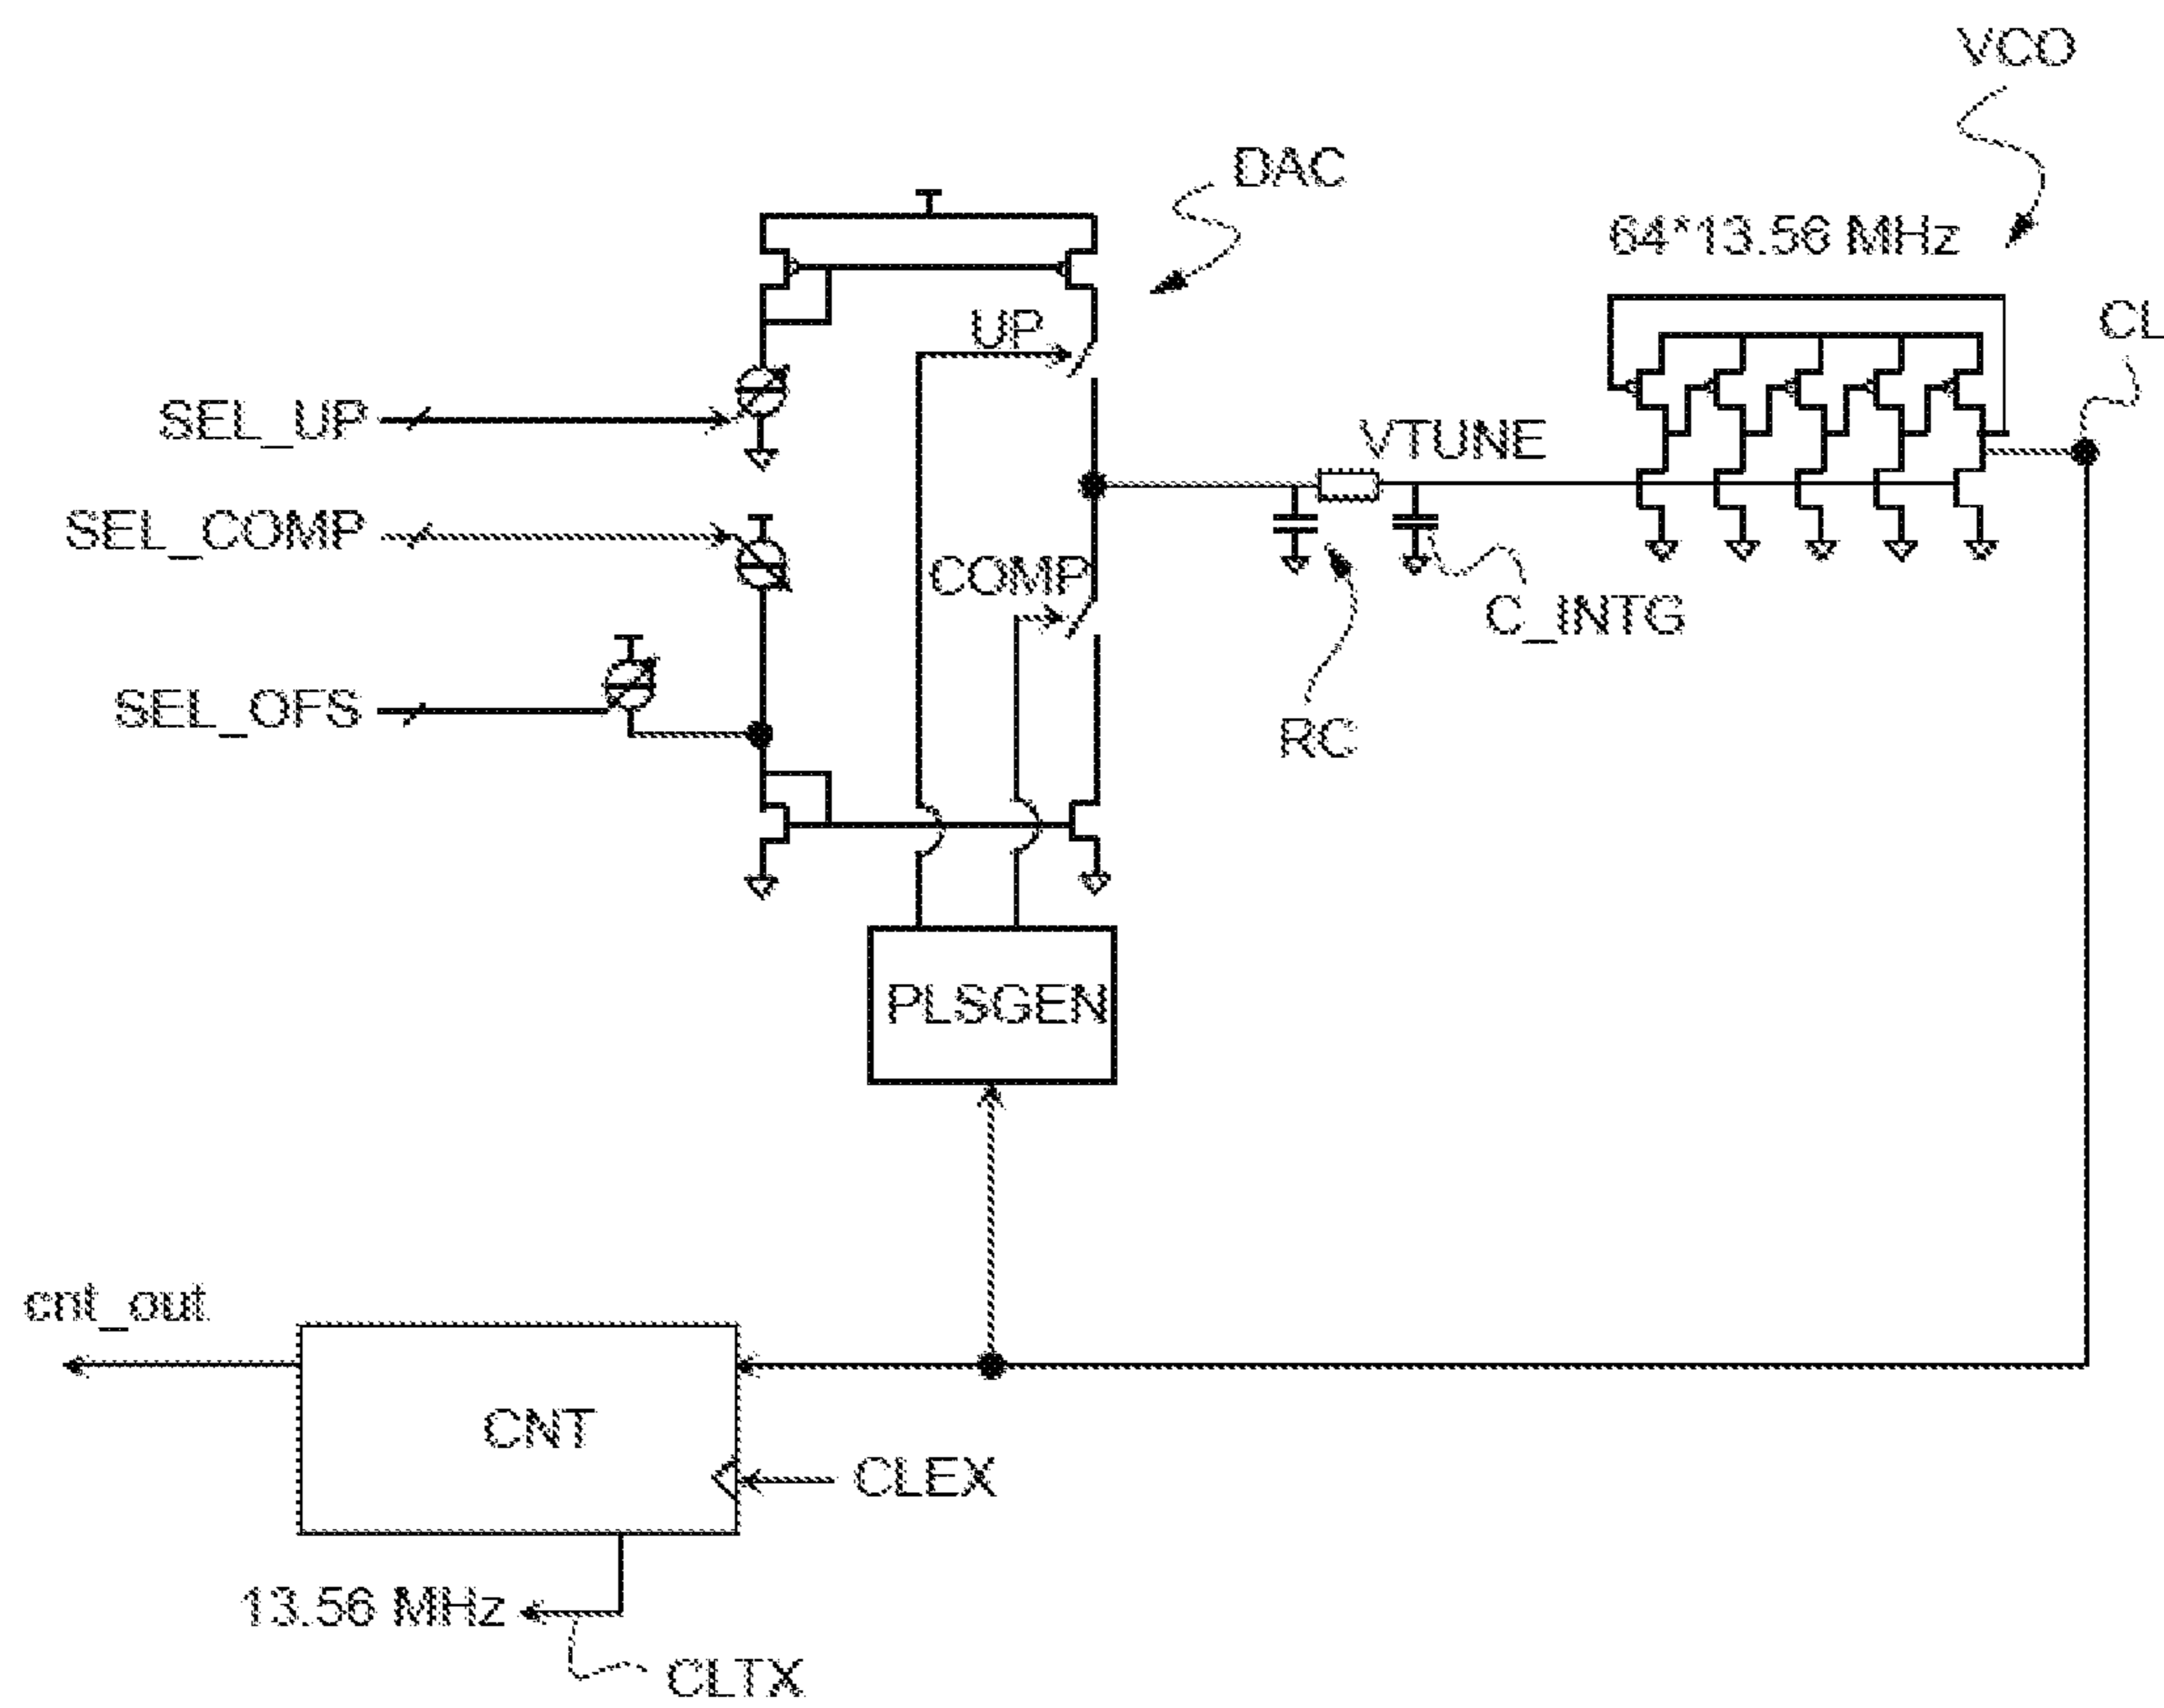 VCO
DAC
64*13.56 MHz
UP
CL
SEL_UP
VTUNE
SEL_COMP
COMP
C_INTG
SEL_OFS
RC
PLSGEN
cnt_out
CNT
CLEX
13.56 MHz
CLTX